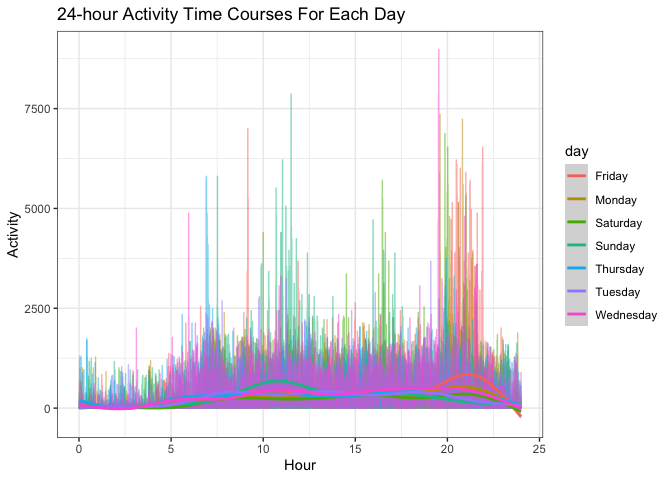 24-hour Activity Time Courses For Each Day
7500
5000
2500
0
Activity
0 5 10 15 20 25
Hour
day
Friday
Monday
Saturday
Sunday
Thursday
Tuesday
Wednesday